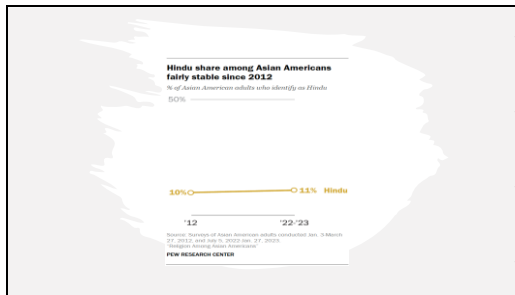 Hindu share among Asian Americans
fairly stable since 2012
% of Asian American adults who identify as Hindu
50%
10%
11% Hindu
'12
'22-'23
Source: Surveys of Asian American adults conducted Jan. 3-March
27, 2012, and July 5, 2022-Jan. 27, 2023.
"Religion Among Asian Americans"
PEW RESEARCH CENTER